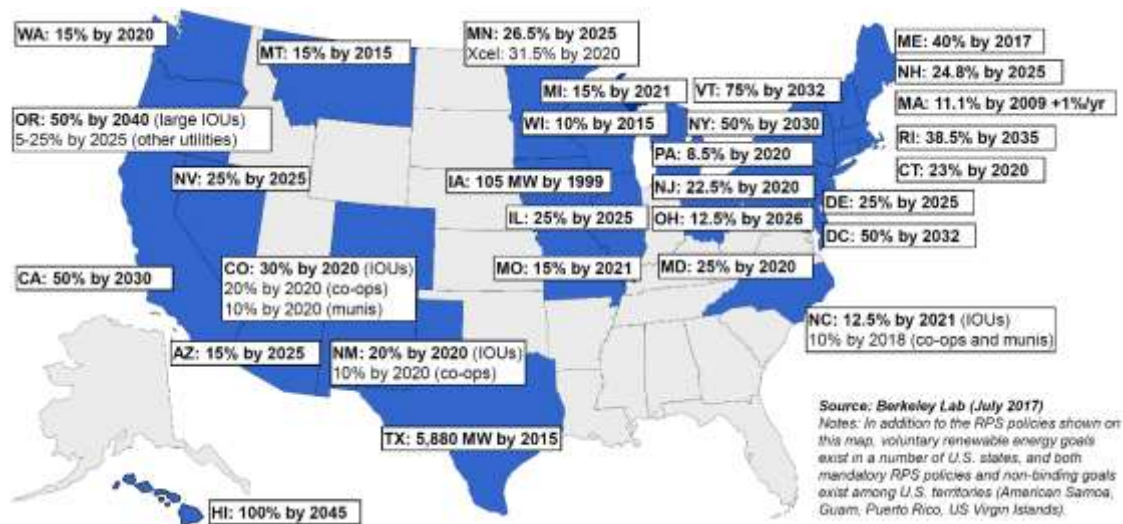 WA: 15% by 2020
MT: 15% by 2015
MN: 26.5% by 2025
Xcel: 31.5% by 2020
ME: 40% by 2017
NH: 24.8% by 2025
MI: 15% by 2021
VT: 75% by 2032
MA: 11.1% by 2009 +1%/yr
OR: 50% by 2040 (large IOUs)
5-25% by 2025 (other utilities)
WI: 10% by 2015
NY: 50% by 2030
RI: 38.5% by 2035
PA: 8.5% by 2020
CT: 23% by 2020
NV: 25% by 2025
IA: 105 MW by 1999
NJ: 22.5% by 2020
DE: 25% by 2025
IL: 25% by 2025
OH: 12.5% by 2026
DC: 50% by 2032
CA: 50% by 2030
CO: 30% by 2020 (IOUs)
20% by 2020 (co-ops)
10% by 2020 (munis)
MO: 15% by 2021
MD: 25% by 2020
NC: 12.5% by 2021 (IOUs)
10% by 2018 (co-ops and munis)
AZ: 15% by 2025
NM: 20% by 2020 (IOUs)
10% by 2020 (co-ops)
TX: 5,880 MW by 2015
HI: 100% by 2045
Source: Berkeley Lab (July 2017)
Notes: In addition to the RPS policies shown on
this map, voluntary renewable energy goals
exist in a number of U.S. states, and both
mandatory RPS policies and non-binding goals
exist among U.S. territories (American Samoa,
Guam, Puerto Rico, US Virgin Islands).